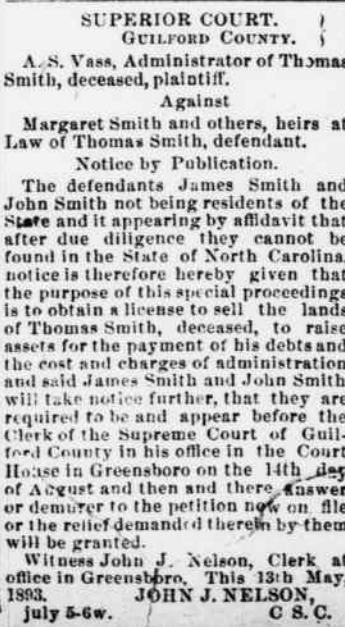 SUPERIOR COURT. }
GUILFORD COUNTY. }
A. S. Vass, Administrator of Thomas
Smith, deceased, plaintiff.
Against
Margaret Smith and others, heirs at
Law of Thomas Smith, defendant.
Notice by Publication.
The defendants James Smith and
John Smith not being residents of the
State and it appearing by affidavit that
after due diligence they cannot be
found in the State of North Carolina
notice is therefore hereby given that
the purpose of this special proceedings
is to obtain a license to sell the lands
of Thomas Smith, deceased, to raise
assets for the payment of his debts and
the cost and charges of administration
and said James Smith and John Smith
will take notice further, that they are
required to be and appear before the
Clerk of the Supreme Court of Guil-
ford County in his office in the Court
House in Greensboro on the 14th day
of August and then and there answer
or demurer to the petition now on file
or the relief demanded therein by them
will be granted.
Witness John J. Nelson, Clerk at
office in Greensboro. This 13th May,
1893. JOHN J. NELSON,
july 5-6w. C S. C.